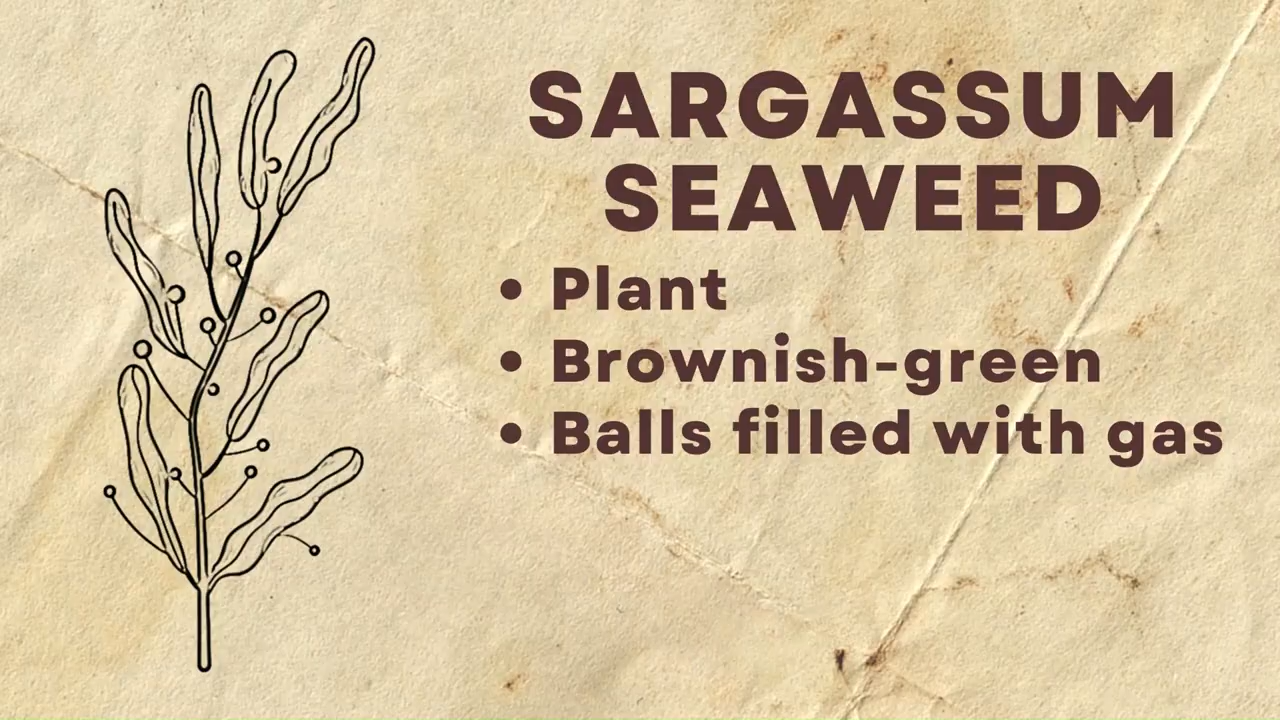 SARGASSUM
SEAWEED
• Plant
• Brownish-green
• Balls filled with gas